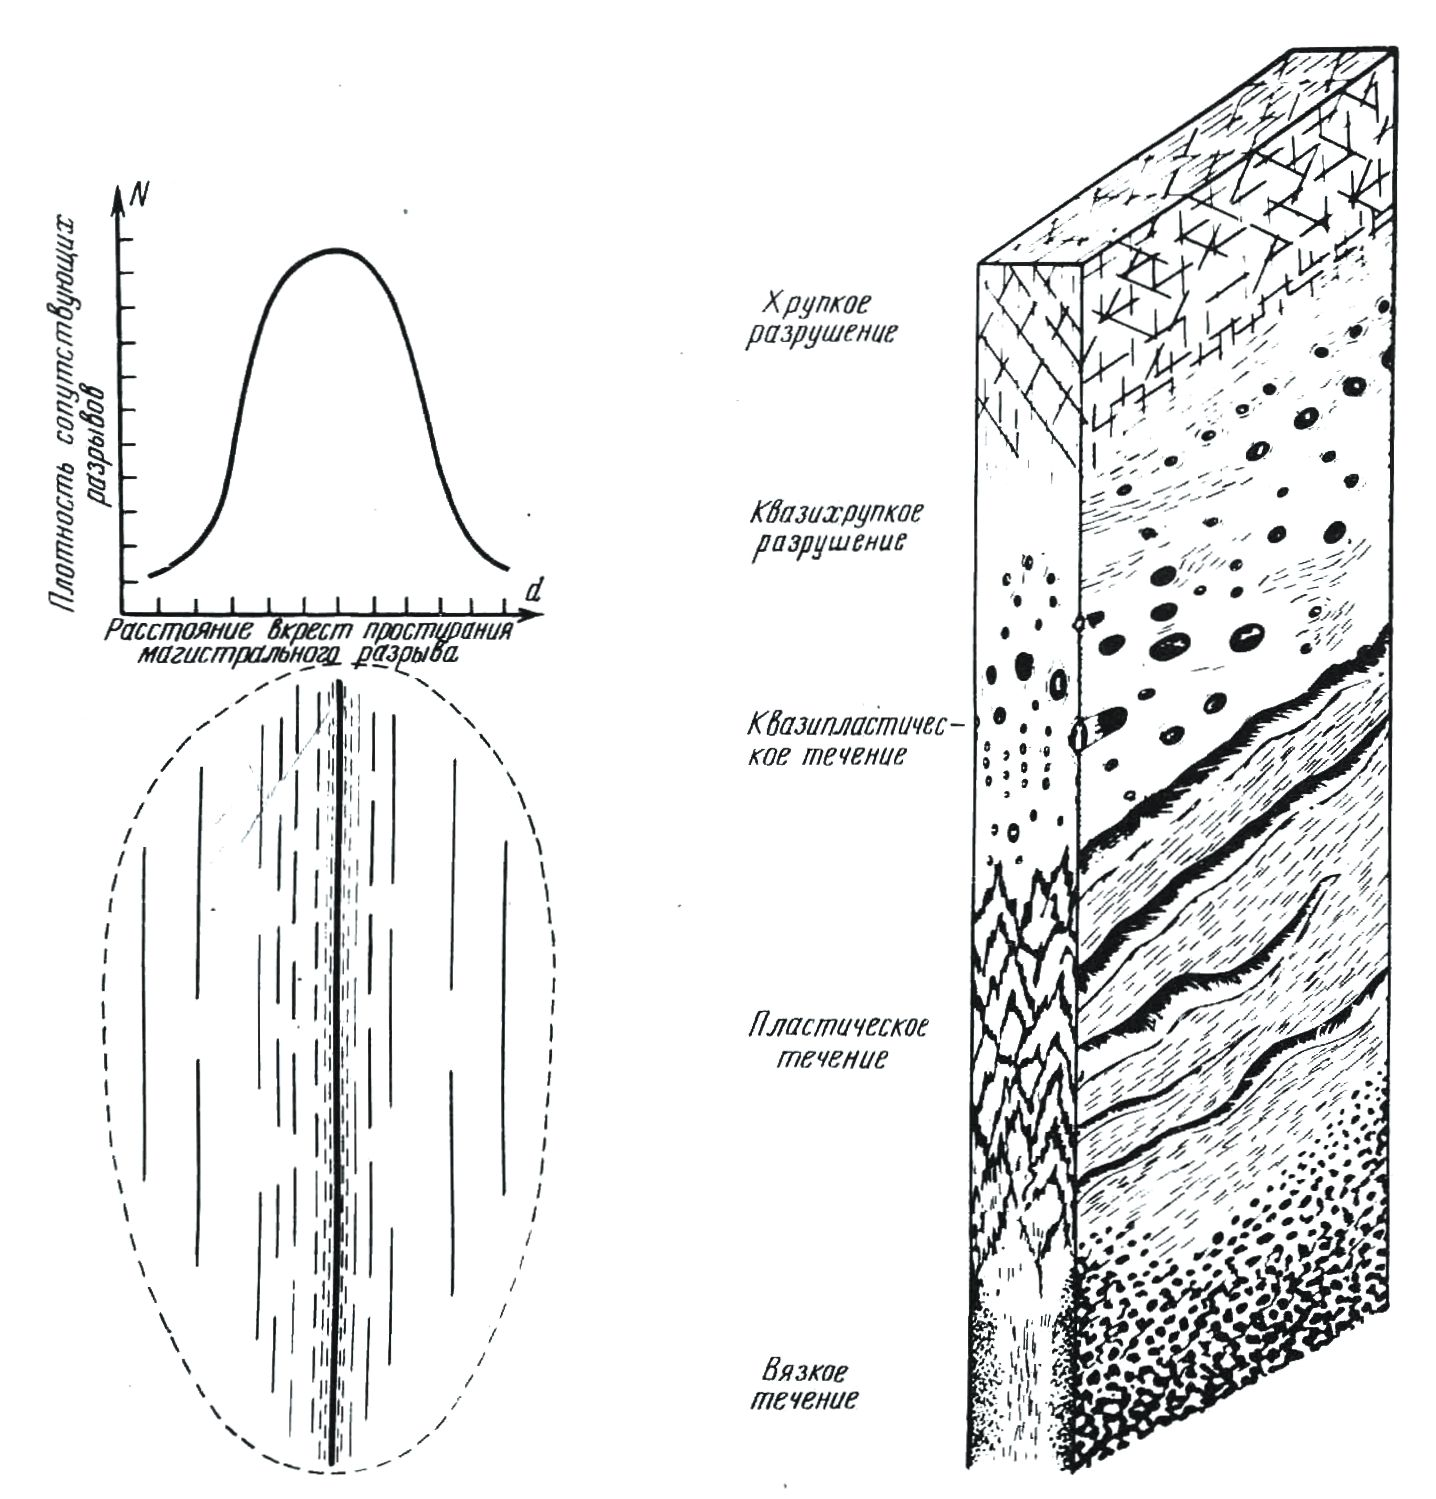 N
Плотность сопутствующих
разрывов
d
Расстояние вкрест простирания
магистрального разрыва
Хрупкое
разрушение
Квазихрупкое
разрушение
Квазипластичес-
кое течение
Пластическое
течение
Вязкое
течение